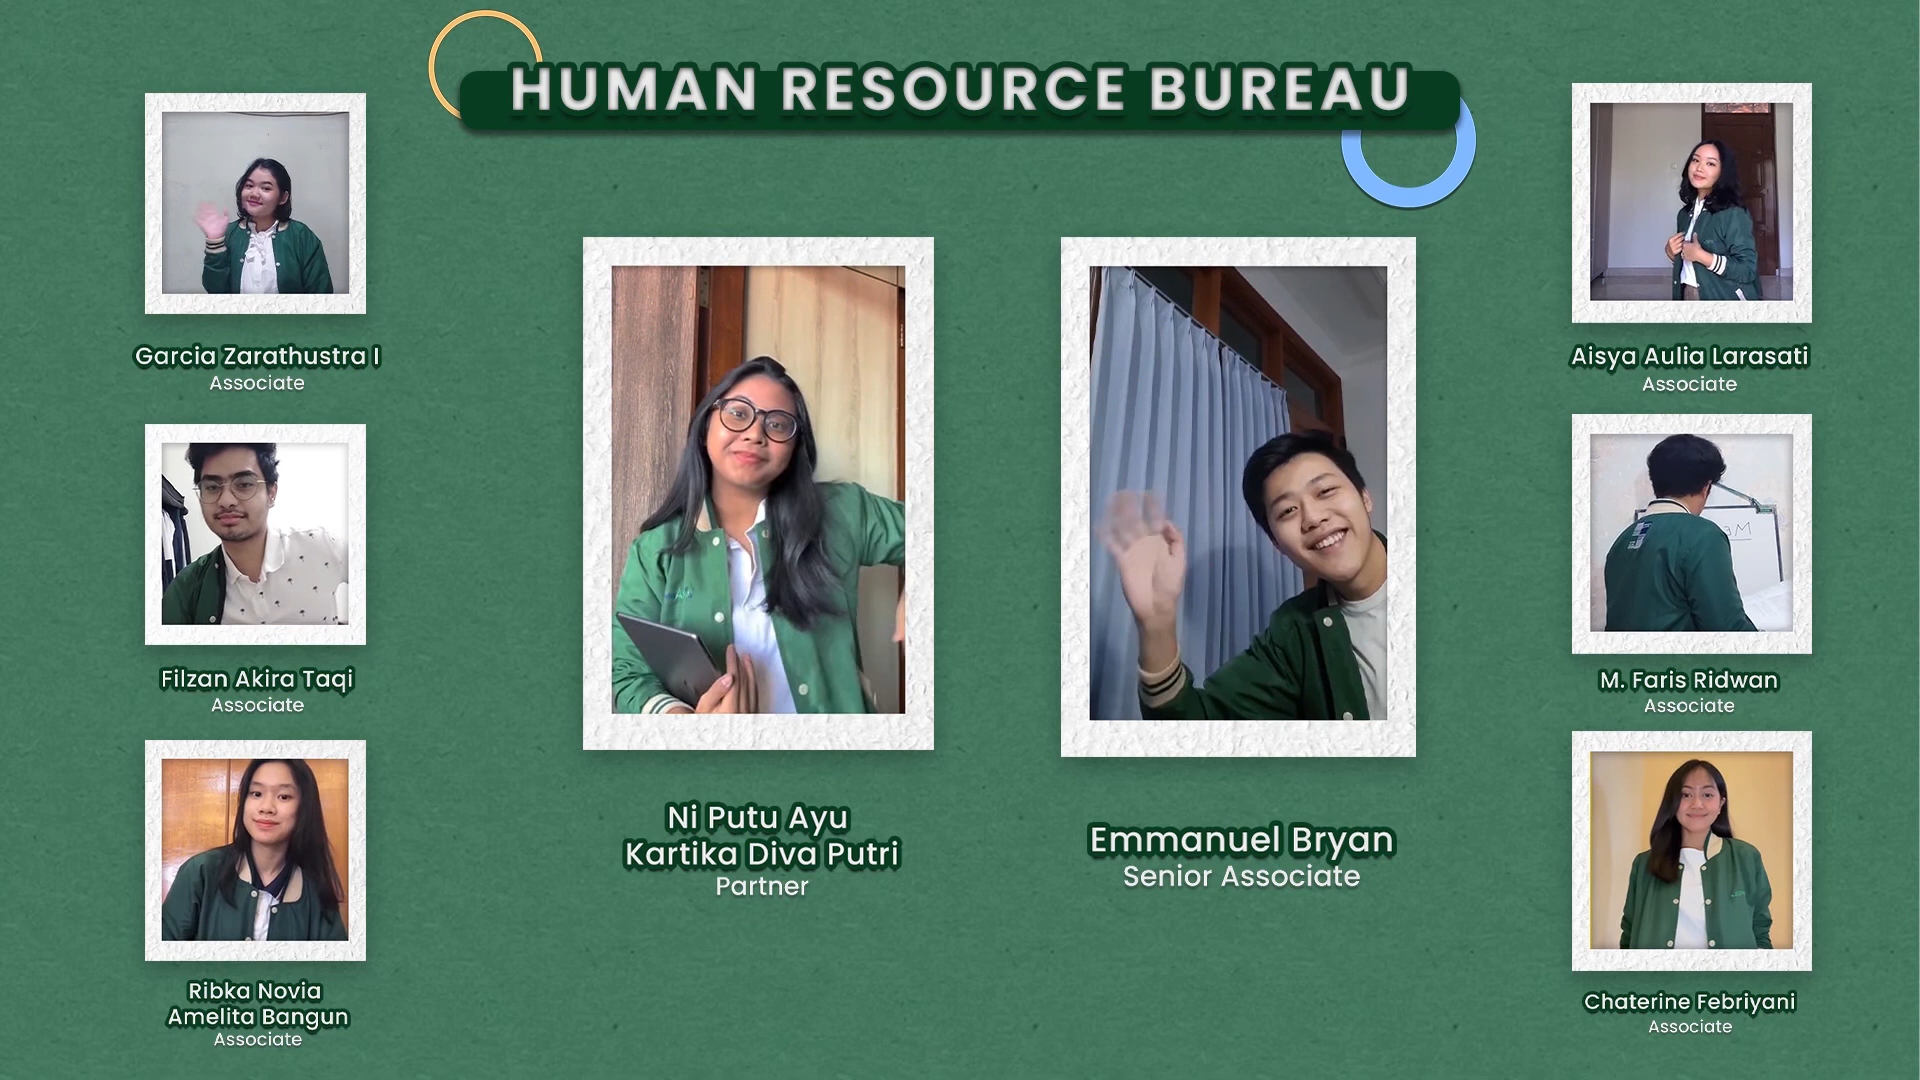 HUMAN RESOURCE BUREAU
Garcia Zarathustra I
Associate
Filzan Akira Taqi
Associate
Ribka Novia
Amelita Bangun
Associate
Ni Putu Ayu
Kartika Diva Putri
Partner
Emmanuel Bryan
Senior Associate
Aisya Aulia Larasati
Associate
M. Faris Ridwan
Associate
Chaterine Febriyani
Associate